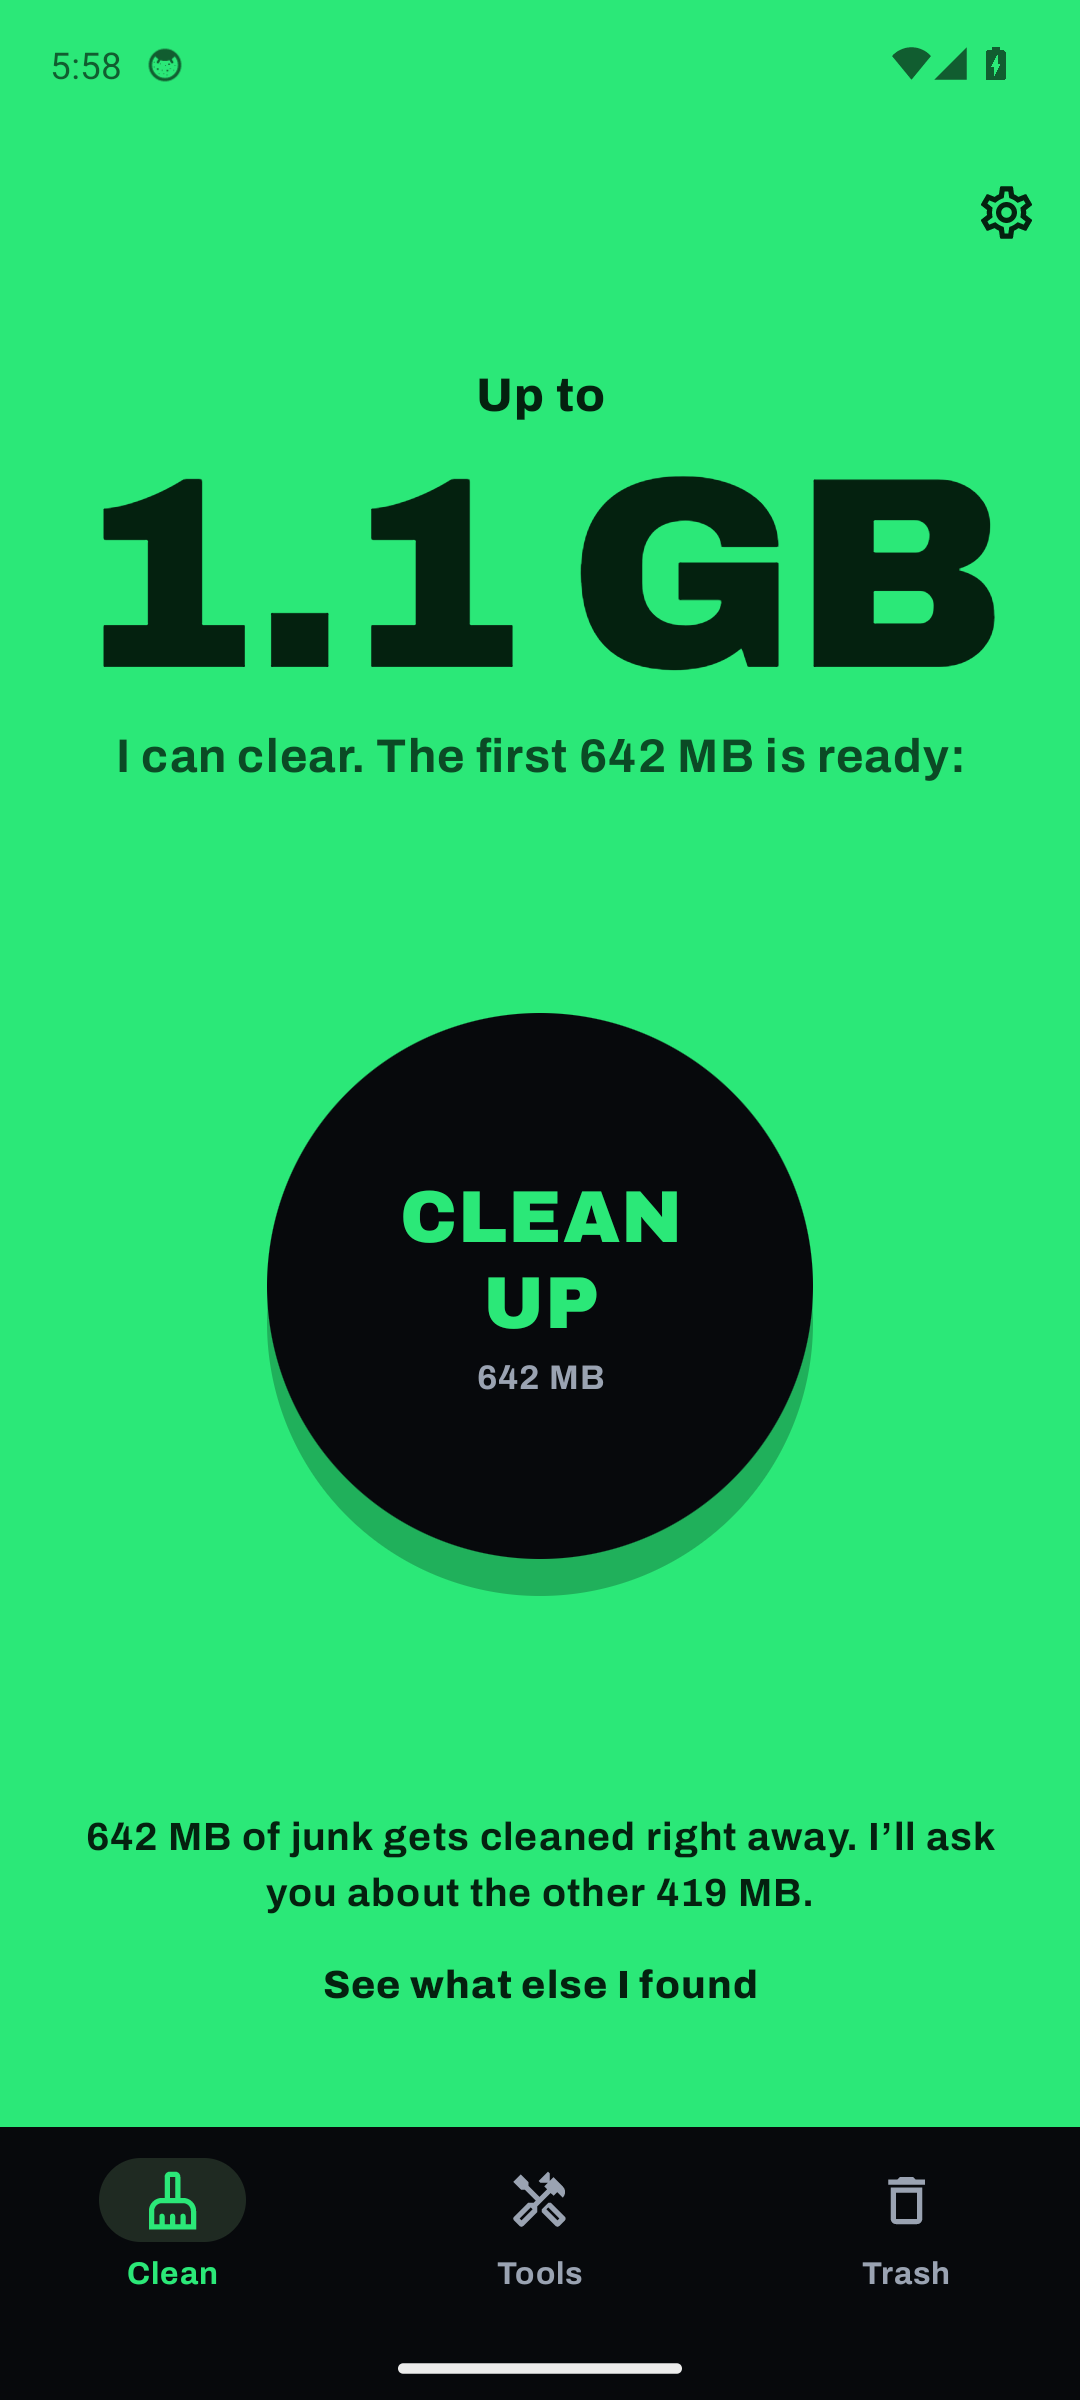 5:58
Up to
1.1 GB
I can clear. The first 642 MB is ready:
CLEAN
UP
642 MB
642 MB of junk gets cleaned right away. I’ll ask
you about the other 419 MB.
See what else I found
Clean
Tools
Trash